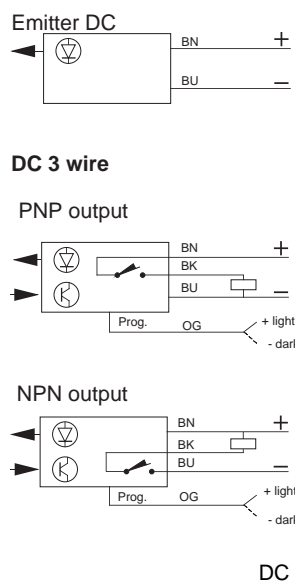 Emitter DC
BN +
BU –
DC 3 wire
PNP output
BN +
BK
BU –
Prog. OG + light
- dark
NPN output
BN +
BK
BU –
Prog. OG + light
- dark
DC